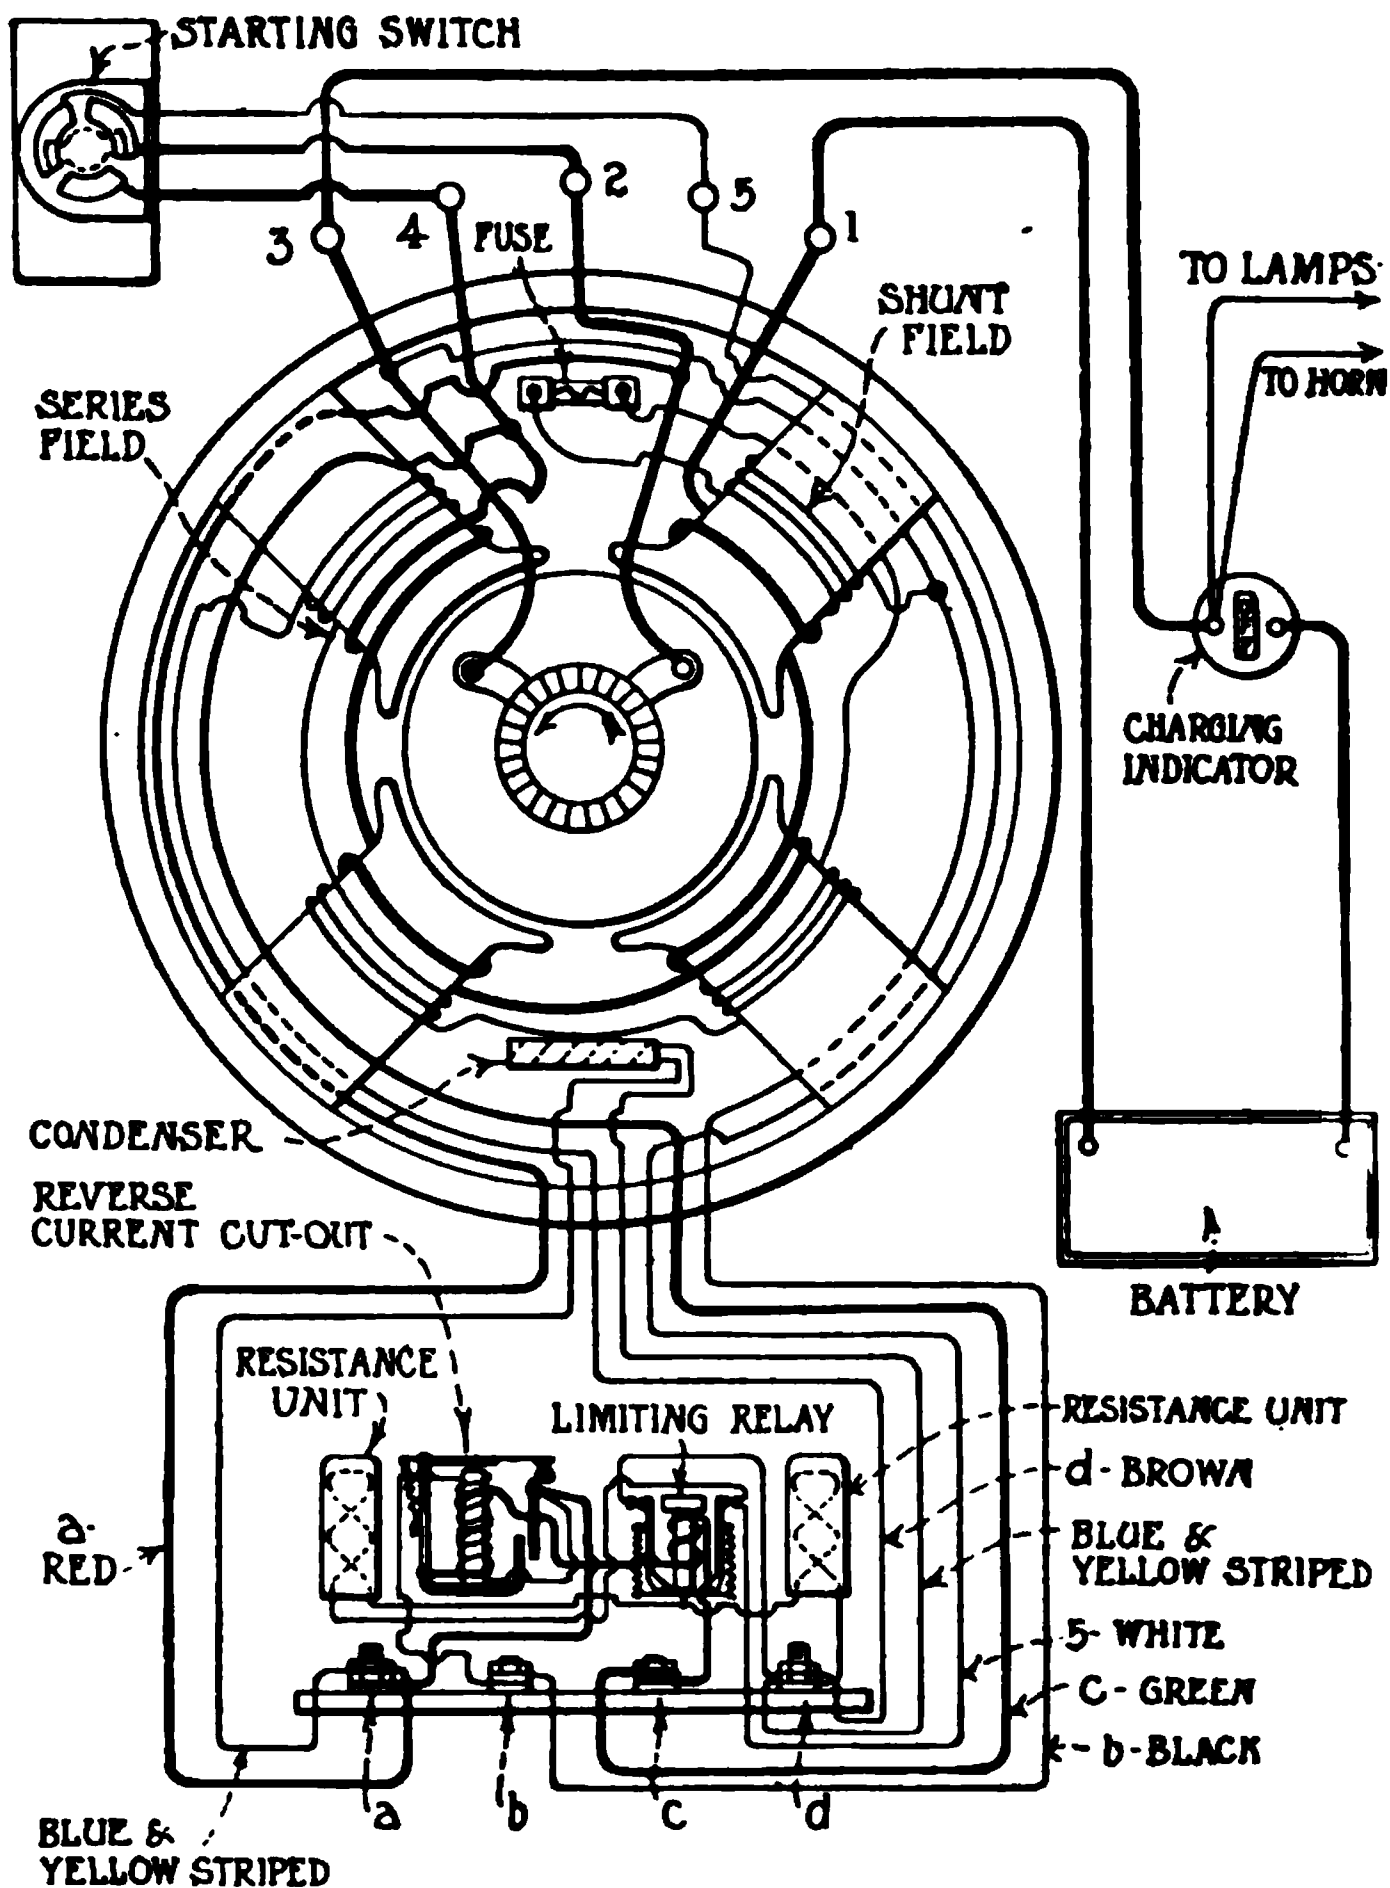 STARTING SWITCH
2
5
1
3
4
FUSE
TO LAMPS
SHUNT
FIELD
TO HORN
SERIES
FIELD
CHARGING
INDICATOR
CONDENSER
REVERSE
CURRENT CUT-OUT
BATTERY
RESISTANCE
UNIT
LIMITING RELAY
RESISTANCE UNIT
d-BROWN
a-
RED
BLUE &
YELLOW STRIPED
5-WHITE
C-GREEN
b-BLACK
a
b
c
d
BLUE &
YELLOW STRIPED